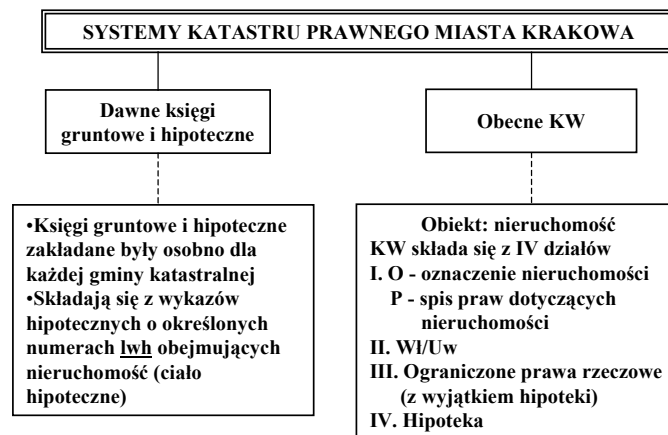 SYSTEMY KATASTRU PRAWNEGO MIASTA KRAKOWA
Dawne księgi
gruntowe i hipoteczne
Obecne KW
•Księgi gruntowe i hipoteczne
zakładane były osobno dla
każdej gminy katastralnej
•Składają się z wykazów
hipotecznych o określonych
numerach lwh obejmujących
nieruchomość (ciało
hipoteczne)
Obiekt: nieruchomość
KW składa się z IV działów
I. O - oznaczenie nieruchomości
P - spis praw dotyczących
nieruchomości
II. Wł/Uw
III. Ograniczone prawa rzeczowe
(z wyjątkiem hipoteki)
IV. Hipoteka